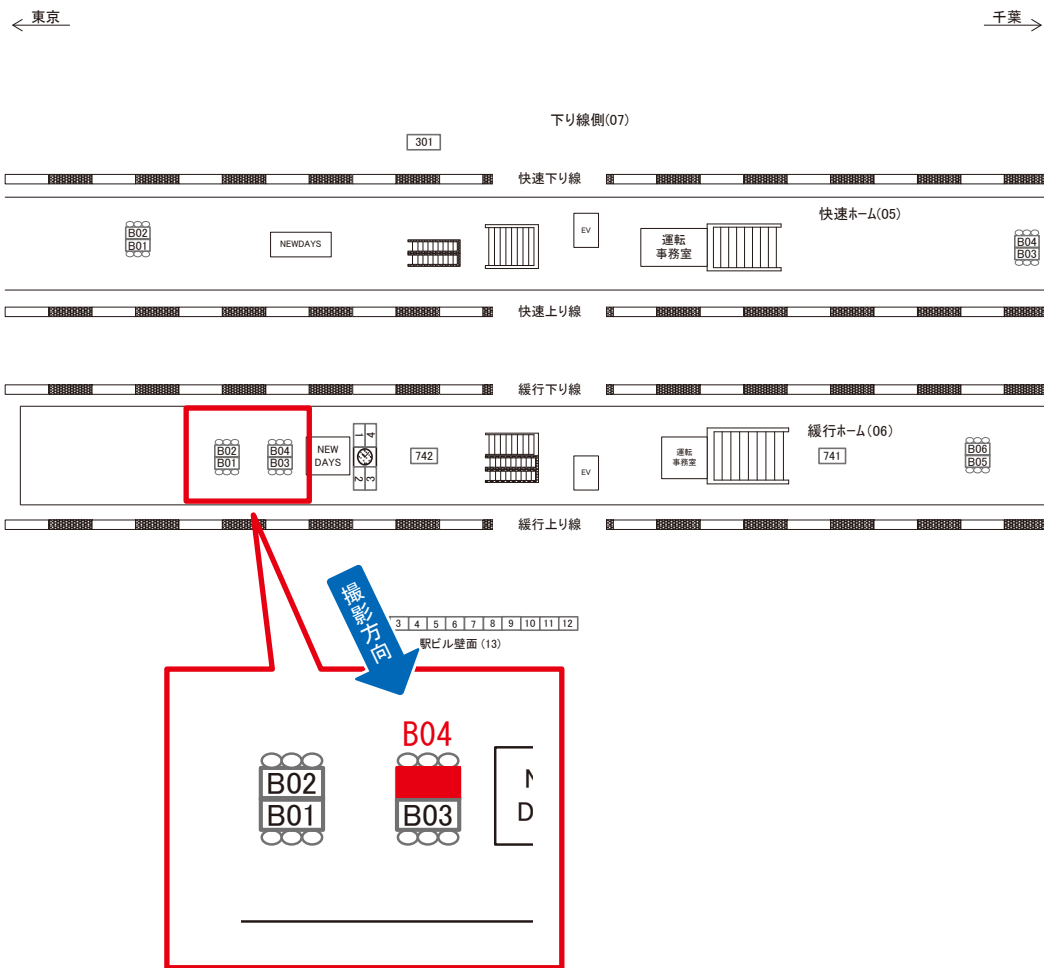 東京
千葉
下り線側(07)
301
快速下り線
快速ホーム(05)
B02
B01
NEWDAYS
EV
運転
事務室
B04
B03
快速上り線
緩行下り線
緩行ホーム(06)
B02
B01
B04
B03
NEW
DAYS
1 4
2 3
742
EV
運転
事務室
741
B06
B05
緩行上り線
撮影方向
3 4 5 6 7 8 9 10 11 12
駅ビル壁面(13)
B04
B02
B01
B03
D